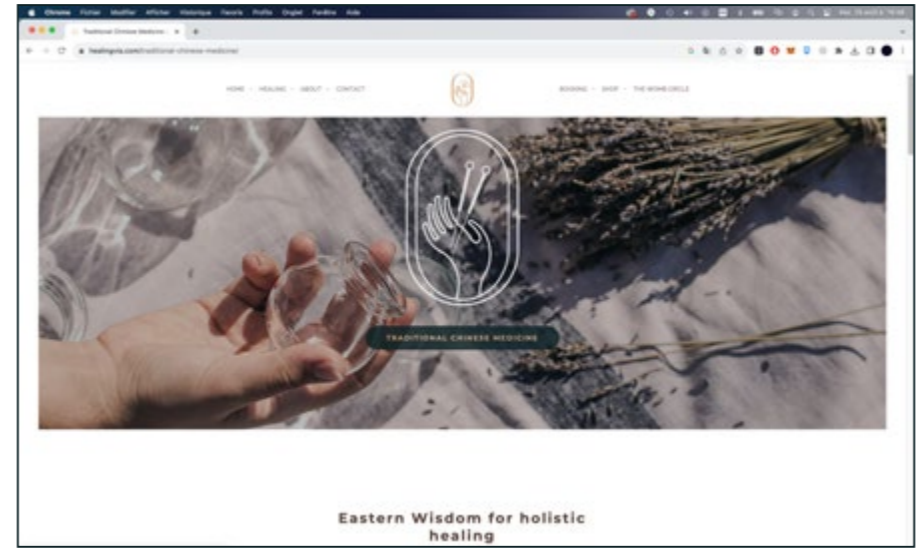 Chrome Fichier Modifier Afficher Historique Favoris Profils Onglet Fenêtre Aide
Traditional Chinese Medicine
healingvia.com/traditional-chinese-medicine/
HOME - HEALING - ABOUT - CONTACT
BOOKING - SHOP - THE WOMB CIRCLE
TRADITIONAL CHINESE MEDICINE
Eastern Wisdom for holistic
healing